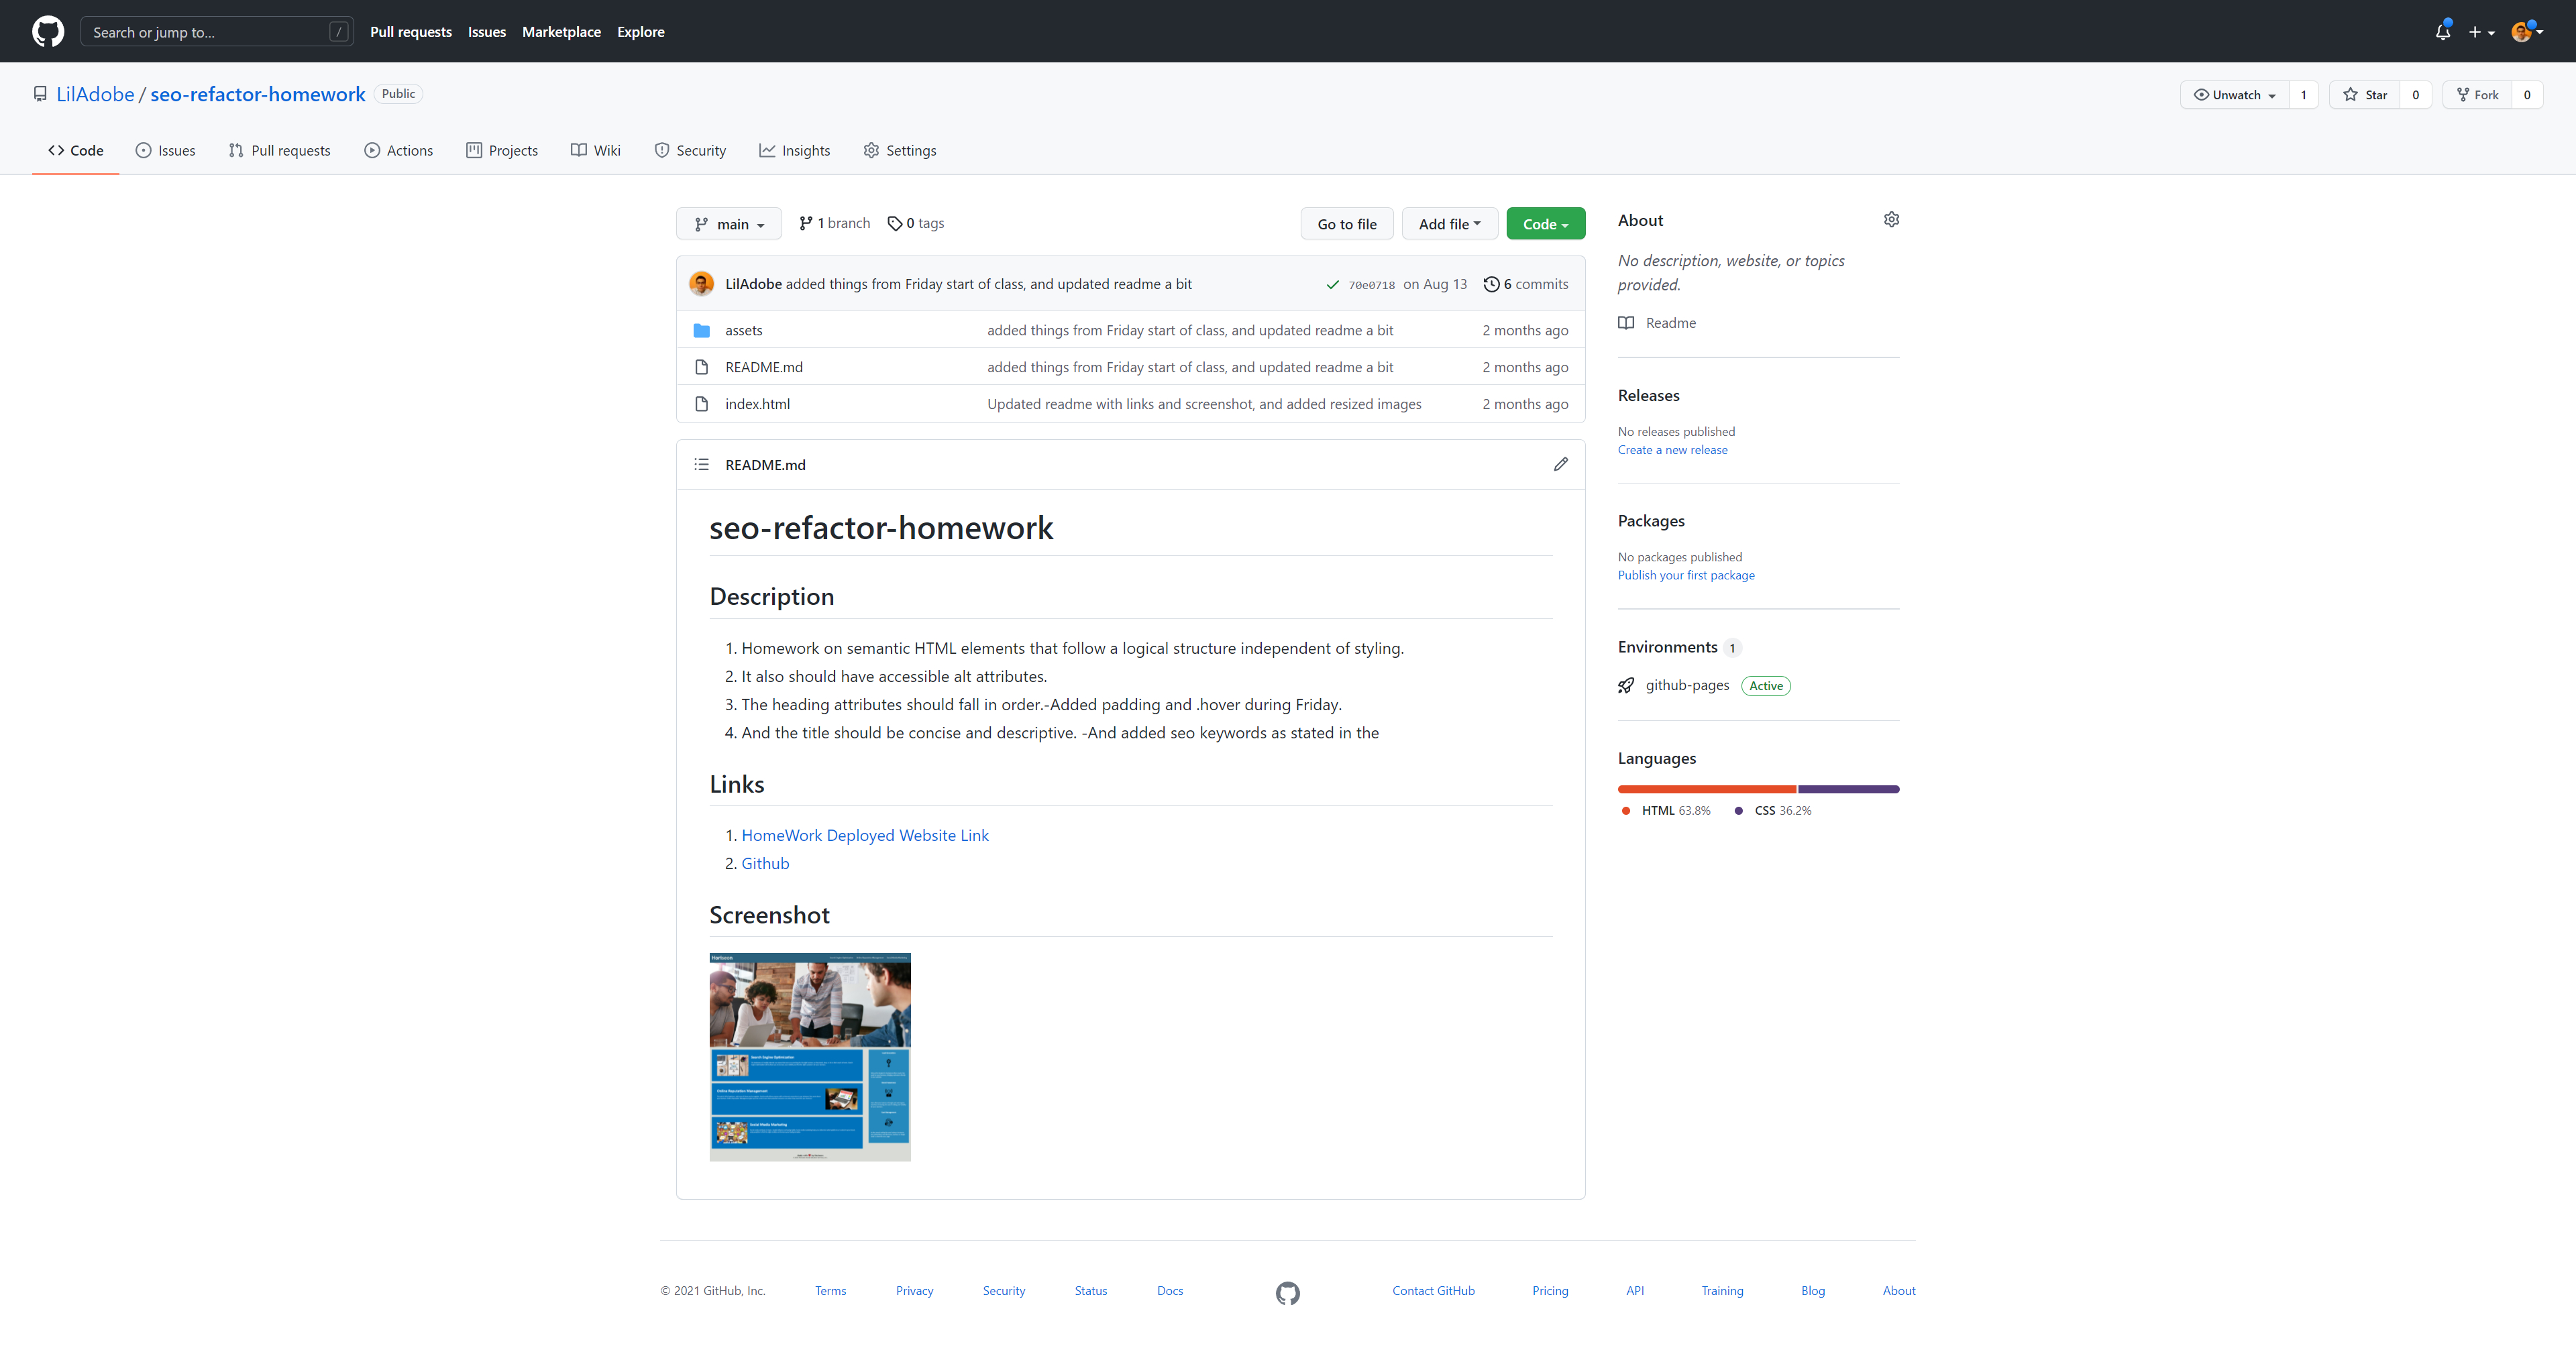 Search or jump to... /
Pull requests Issues Marketplace Explore
LilAdobe / seo-refactor-homework Public
Unwatch 1 Star 0 Fork 0
Code Issues Pull requests Actions Projects Wiki Security Insights Settings
main 1 branch 0 tags Go to file Add file Code
LilAdobe added things from Friday start of class, and updated readme a bit 70e0718 on Aug 13 6 commits
assets added things from Friday start of class, and updated readme a bit 2 months ago
README.md added things from Friday start of class, and updated readme a bit 2 months ago
index.html Updated readme with links and screenshot, and added resized images 2 months ago
README.md
seo-refactor-homework
Description
1. Homework on semantic HTML elements that follow a logical structure independent of styling.
2. It also should have accessible alt attributes.
3. The heading attributes should fall in order.-Added padding and .hover during Friday.
4. And the title should be concise and descriptive. -And added seo keywords as stated in the
Links
1. HomeWork Deployed Website Link
2. Github
Screenshot
Horiseon
Search Engine Optimization
Online Reputation Management
Social Media Marketing
About
No description, website, or topics
provided.
Readme
Releases
No releases published
Create a new release
Packages
No packages published
Publish your first package
Environments 1
github-pages Active
Languages
HTML 63.8% CSS 36.2%
© 2021 GitHub, Inc. Terms Privacy Security Status Docs Contact GitHub Pricing API Training Blog About